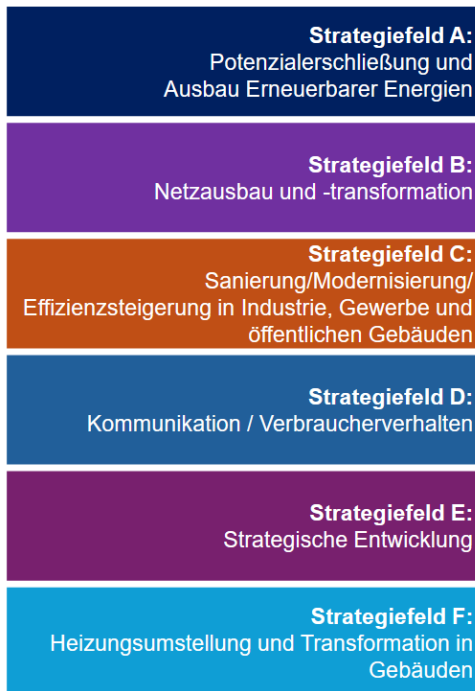 Strategiefeld A:
Potenzialerschließung und
Ausbau Erneuerbarer Energien
Strategiefeld B:
Netzausbau und -transformation
Strategiefeld C:
Sanierung/Modernisierung/
Effizienzsteigerung in Industrie, Gewerbe und
öffentlichen Gebäuden
Strategiefeld D:
Kommunikation / Verbraucherverhalten
Strategiefeld E:
Strategische Entwicklung
Strategiefeld F:
Heizungsumstellung und Transformation in
Gebäuden